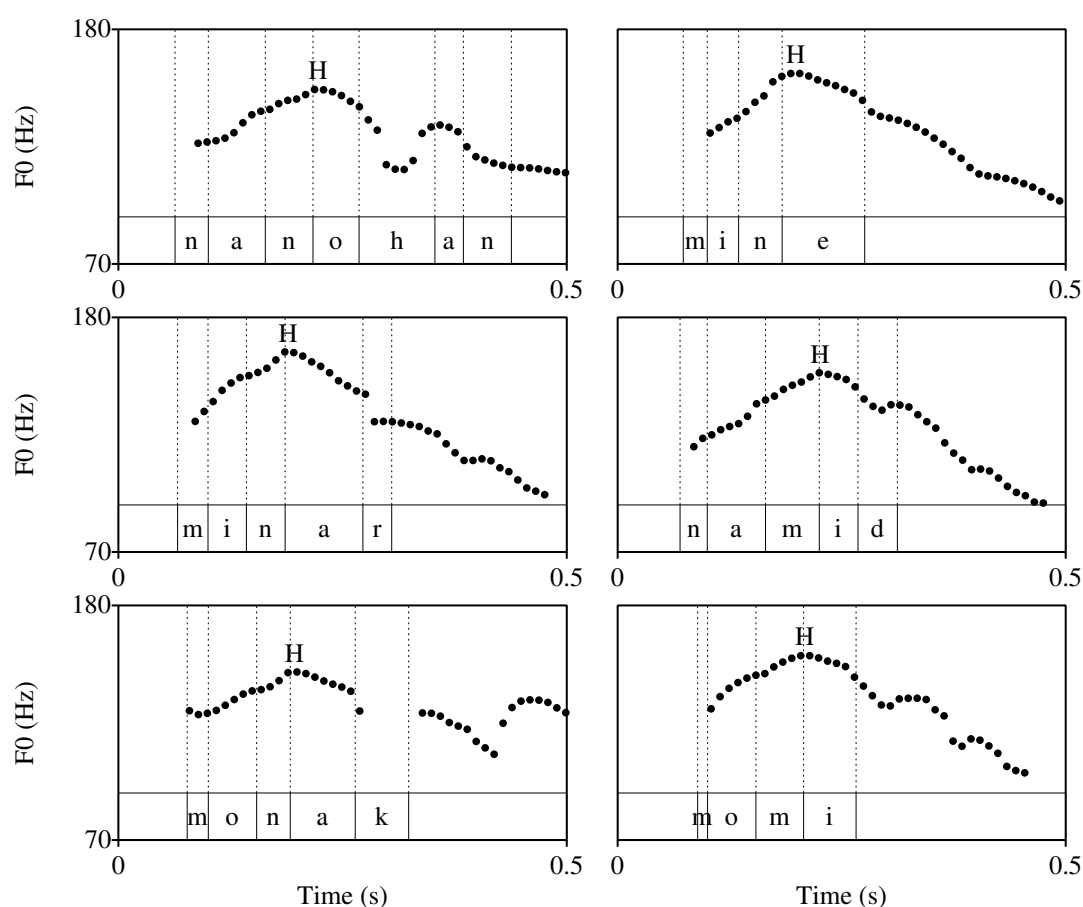 180
H
H
F0 (Hz)
n a n o h a n
m i n e
70
0 0.5
0 0.5
180
H
H
F0 (Hz)
m i n a r
n a m i d
70
0 0.5
0 0.5
180
H
H
F0 (Hz)
m o n a k
m o m i
70
0 0.5
0 0.5
Time (s)
Time (s)